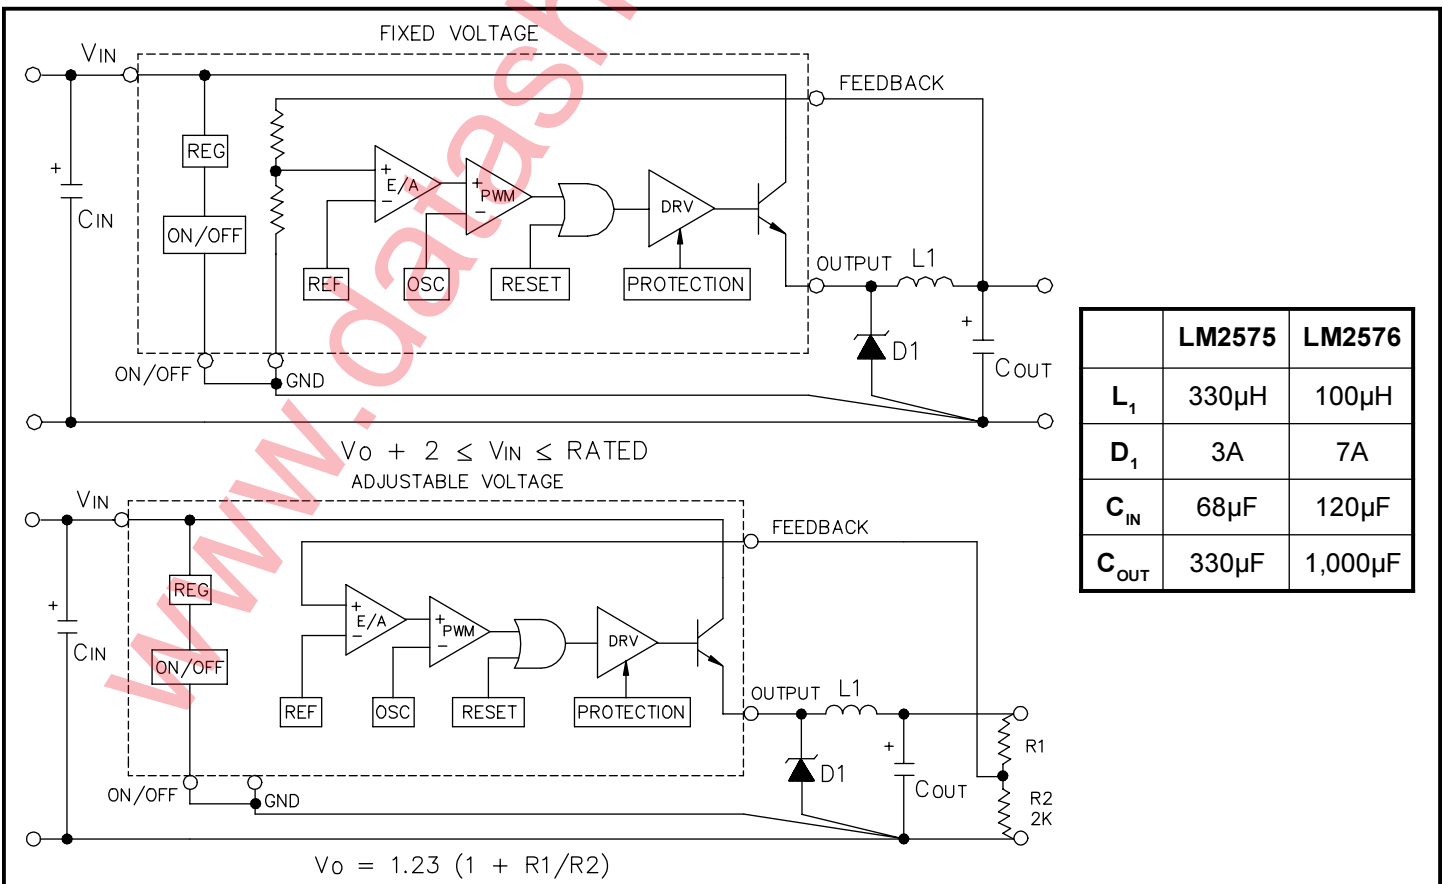 FIXED VOLTAGE
VIN
FEEDBACK
REG
+
E/A
−
+
PWM
−
DRV
+
CIN
ON/OFF
REF
OSC
RESET
PROTECTION
OUTPUT
L1
+
D1
COUT
ON/OFF
GND
VO + 2 ≤ VIN ≤ RATED
ADJUSTABLE VOLTAGE
VIN
FEEDBACK
REG
+
E/A
−
+
PWM
−
DRV
+
CIN
ON/OFF
REF
OSC
RESET
PROTECTION
OUTPUT
L1
R1
+
D1
COUT
R2
2K
ON/OFF
GND
VO = 1.23 (1 + R1/R2)
LM2575 LM2576
L1 330µH 100µH
D1 3A 7A
CIN 68µF 120µF
COUT 330µF 1,000µF
www.datash